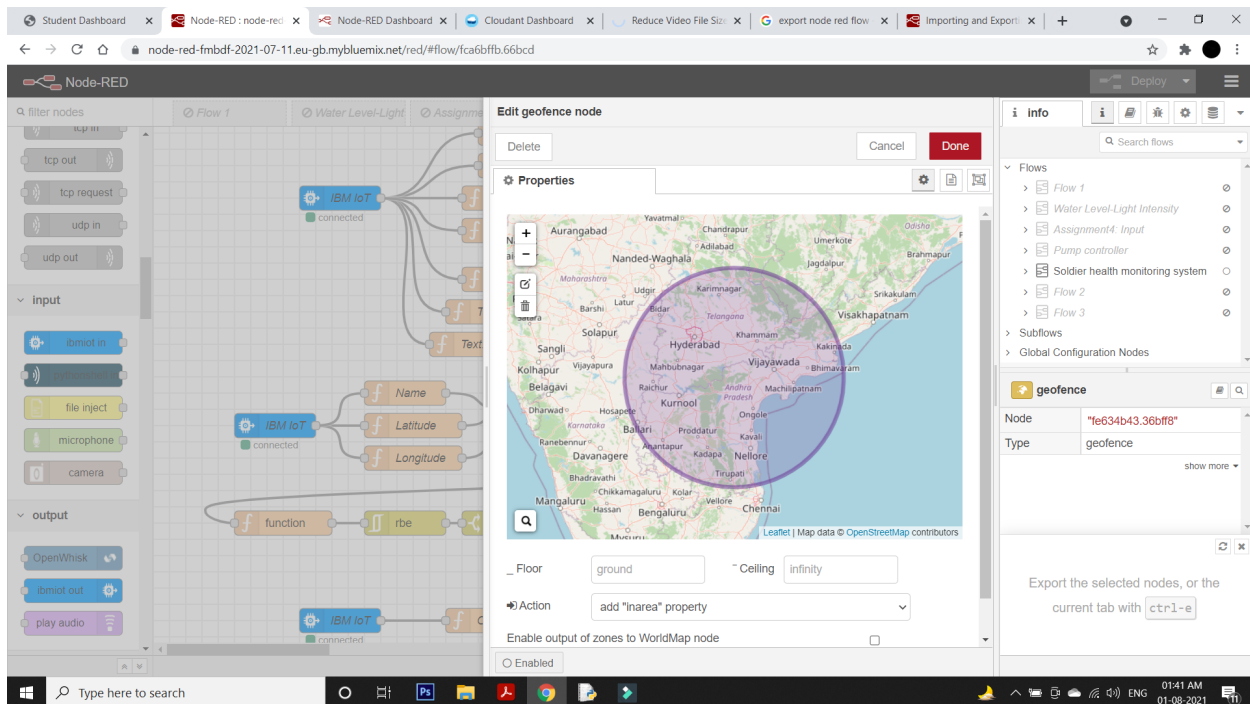 Student Dashboard
Node-RED : node-red
Node-RED Dashboard
Cloudant Dashboard
Reduce Video File Size
export node red flow
Importing and Exporti
node-red-fmbdf-2021-07-11.eu-gb.mybluemix.net/red/#flow/fca6bffb.66bcd
Node-RED
Deploy
filter nodes
tcp in
tcp out
tcp request
udp in
udp out
input
ibmiot in
file inject
microphone
camera
output
OpenWhisk
ibmiot out
play audio
Flow 1
Water Level-Light
Assignme
IBM IoT
connected
Text
IBM IoT
connected
Name
Latitude
Longitude
function
rbe
IBM IoT
connected
Edit geofence node
Delete
Cancel
Done
Properties
+
−
Yavatmal
Aurangabad
Chandrapur
Odisha
Umerkote
Adilabad
Nanded-Waghala
Brahmapur
Jagdalpur
Maharashtra
Karimnagar
Udgir
Srikakulam
Latur
Barshi
Bidar
Satara
Telangana
Visakhapatnam
Solapur
Khammam
Sangli
Hyderabad
Kakinada
Kolhapur
Vijayapura
Mahbubnagar
Vijayawada
Bhimavaram
Belagavi
Raichur
Andhra Pradesh
Machilipatnam
Kurnool
Dharwad
Hosapete
Ongole
Karnataka
Ballari
Proddatur
Ranebennur
Kavali
Anantapur
Kadapa
Nellore
Davanagere
Bhadravathi
Tirupati
Chikkamagaluru
Kolar
Mangaluru
Hassan
Vellore
Bengaluru
Chennai
Mysuru
Leaflet | Map data © OpenStreetMap contributors
Floor
ground
Ceiling
infinity
Action
add "inarea" property
Enable output of zones to WorldMap node
Enabled
info
Search flows
Flows
Flow 1
Water Level-Light Intensity
Assignment4: Input
Pump controller
Soldier health monitoring system
Flow 2
Flow 3
Subflows
Global Configuration Nodes
geofence
Node
"fe634b43.36bff8"
Type
geofence
show more
Export the selected nodes, or the
current tab with ctrl-e
Type here to search
Ps
ENG
01:41 AM
01-08-2021
11